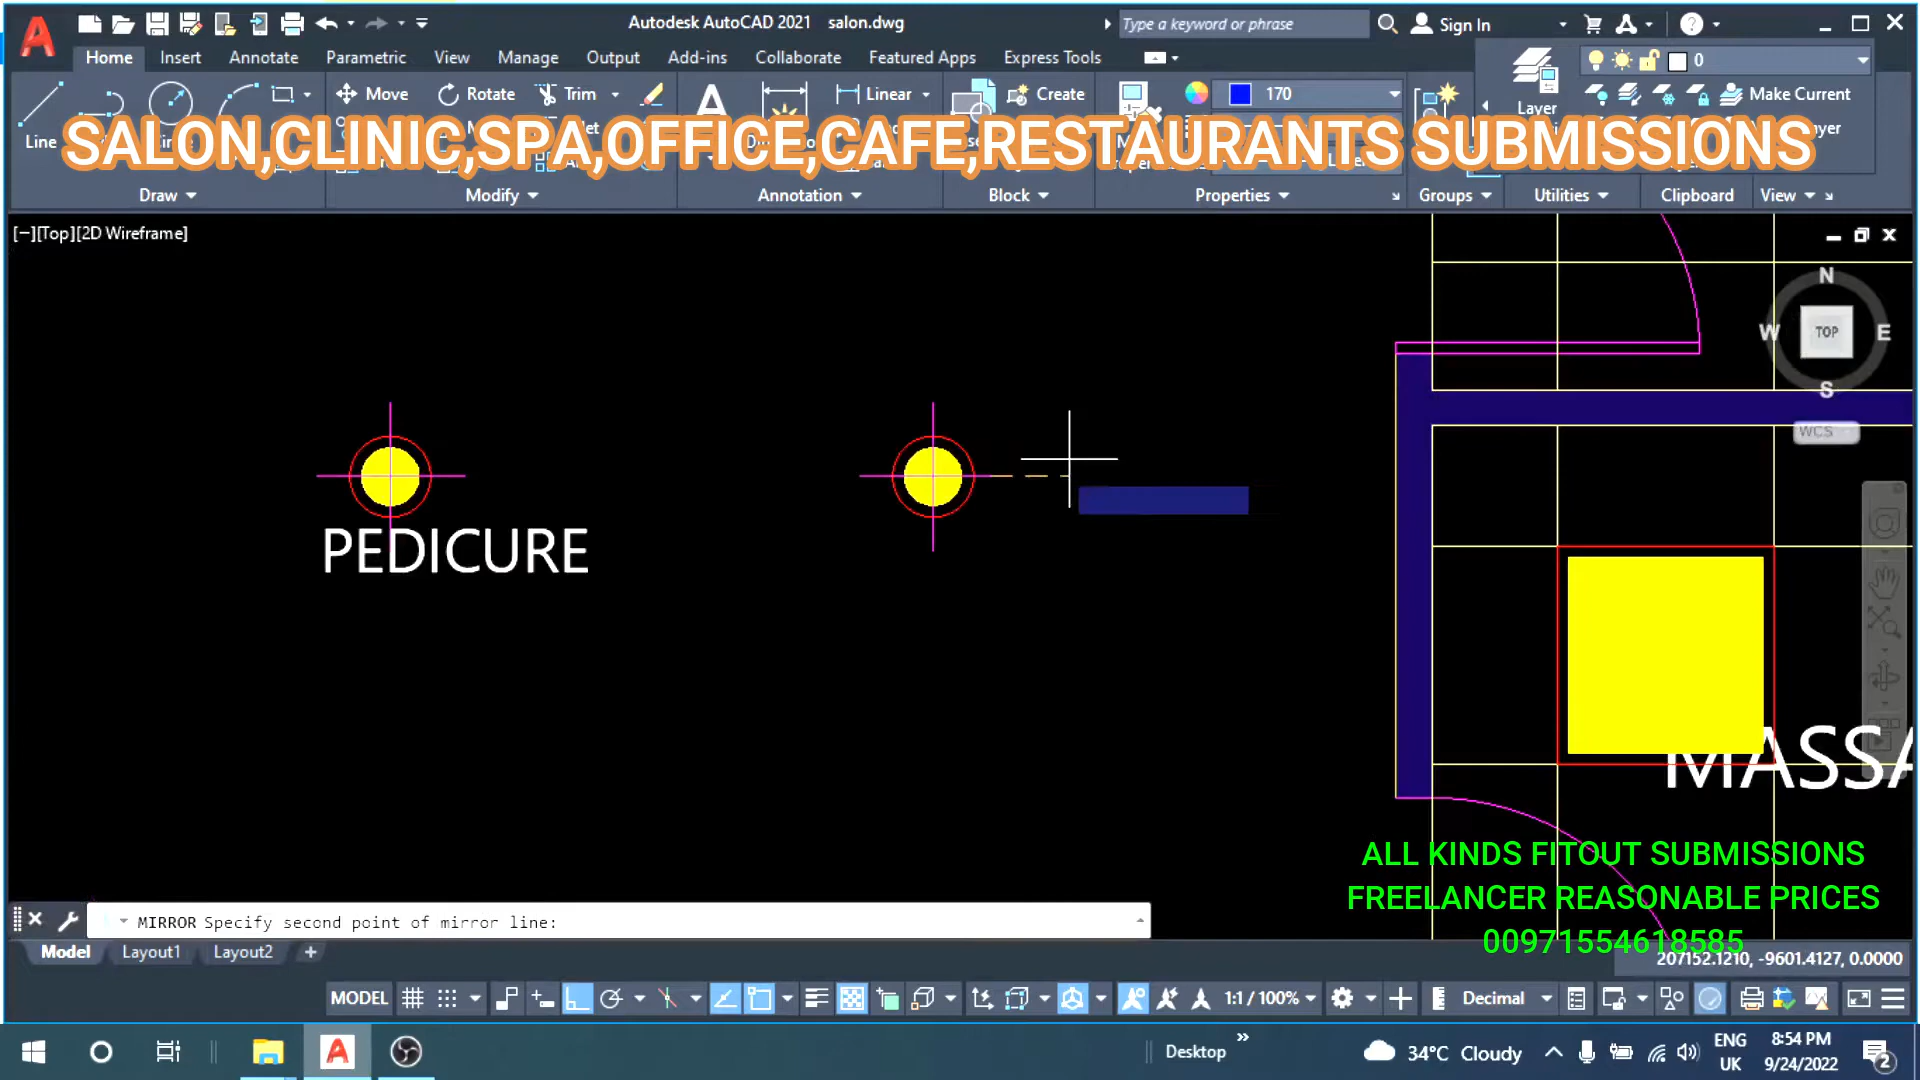 Autodesk AutoCAD 2021 salon.dwg
Type a keyword or phrase
Sign In
Home Insert Annotate Parametric View Manage Output Add-ins Collaborate Featured Apps Express Tools
0
Move Rotate Trim Linear Create 170
Line
Layer
Make Current
SALON,CLINIC,SPA,OFFICE,CAFE,RESTAURANTS SUBMISSIONS
Draw Modify Annotation Block Properties Groups Utilities Clipboard View
[−][Top][2D Wireframe]
N
W TOP E
S
WCS
PEDICURE
MASSA
ALL KINDS FITOUT SUBMISSIONS
FREELANCER REASONABLE PRICES
00971554618585
MIRROR Specify second point of mirror line:
Model Layout1 Layout2 +
207152.1210, -9601.4127, 0.0000
MODEL 1:1 / 100% Decimal
Desktop
34°C Cloudy
ENG
UK
8:54 PM
9/24/2022
2